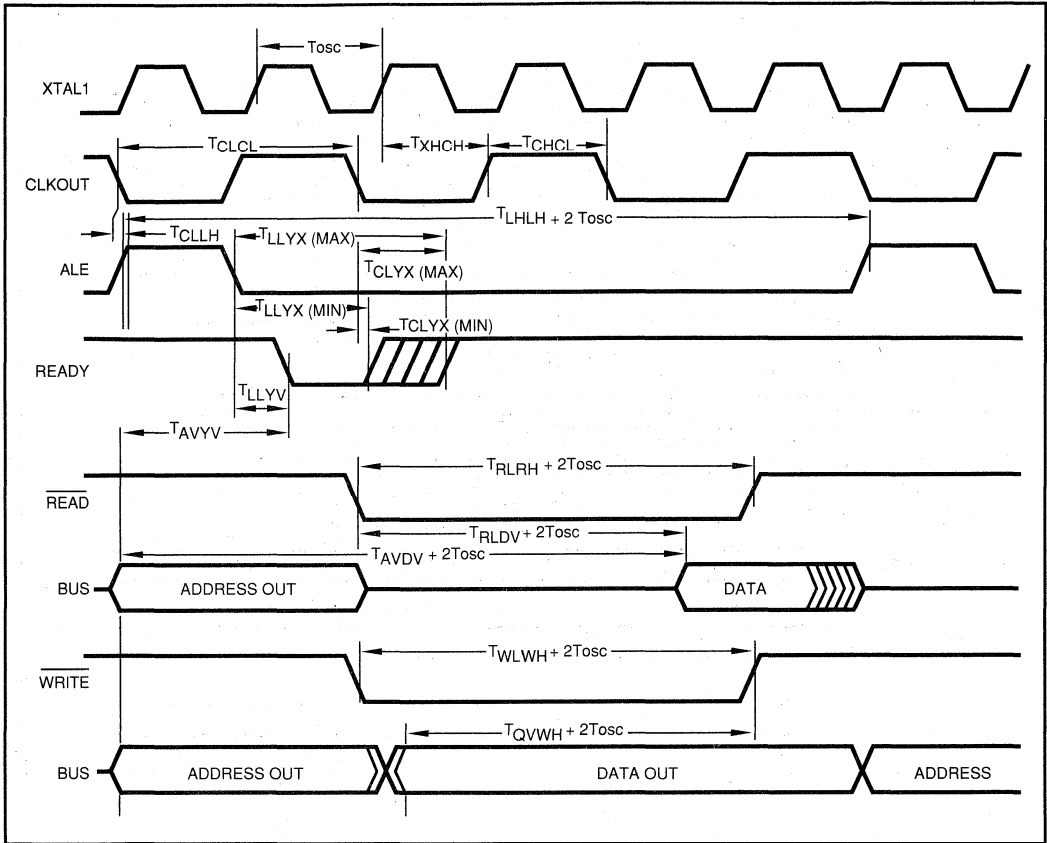 Tosc
XTAL1
TCLCL
TXHCH
TCHCL
CLKOUT
TLHLH + 2 Tosc
TCLLH
TLLYX (MAX)
ALE
TCLYX (MAX)
TLLYX (MIN)
TCLYX (MIN)
READY
TLLYV
TAVYV
TRLRH + 2Tosc
READ
TRLDV + 2Tosc
TAVDV + 2Tosc
BUS
ADDRESS OUT
DATA
TWLWH + 2Tosc
WRITE
TQVWH + 2Tosc
BUS
ADDRESS OUT
DATA OUT
ADDRESS